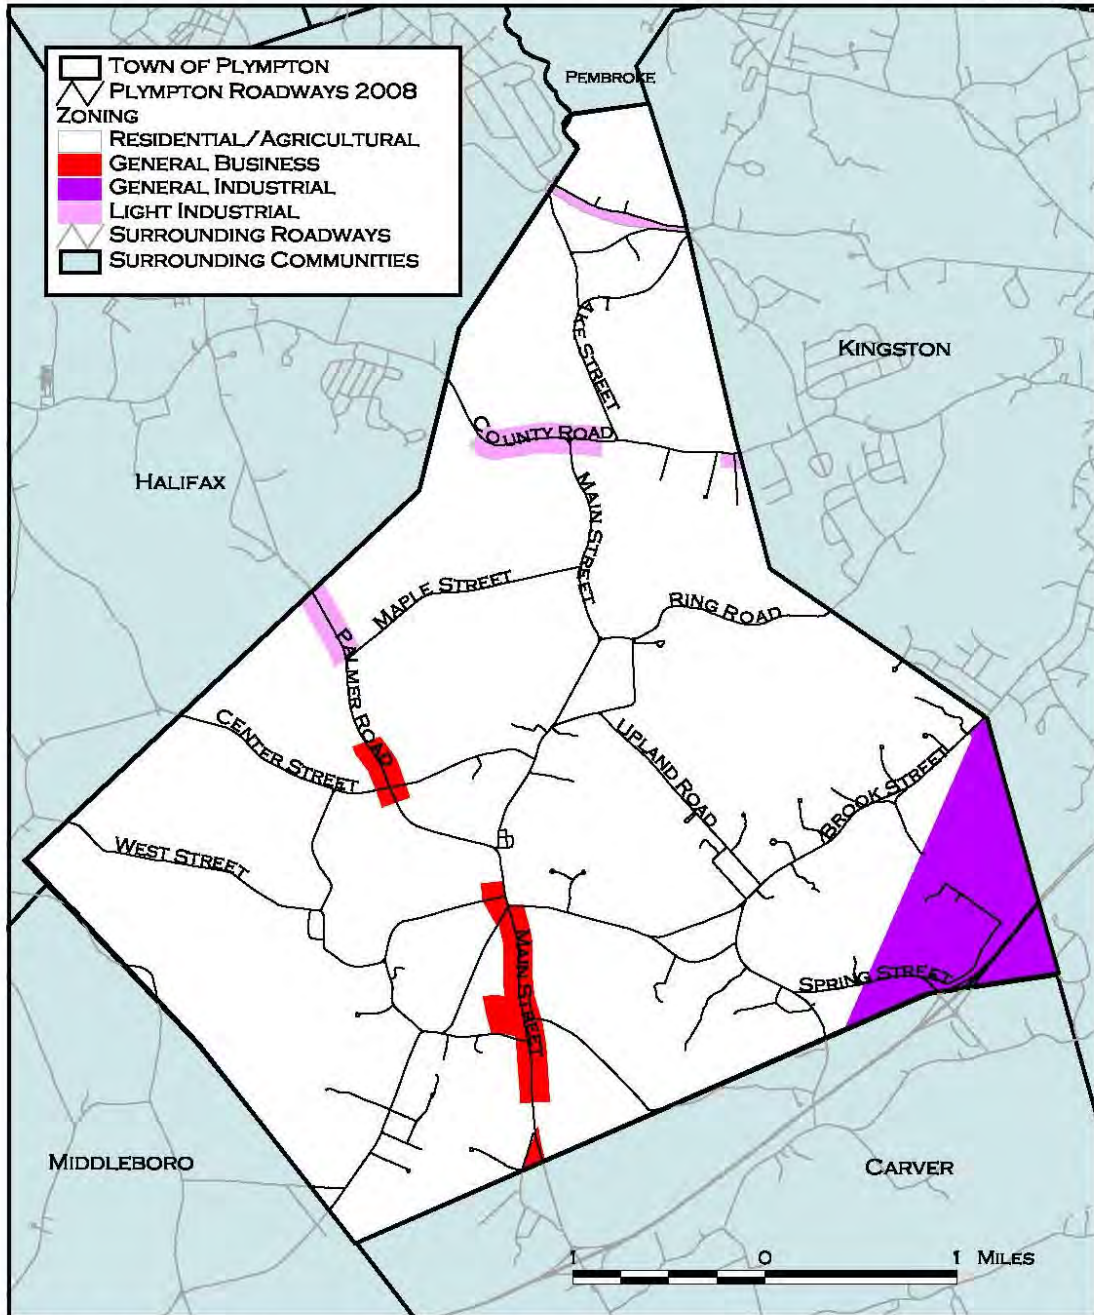 TOWN OF PLYMPTON
PLYMPTON ROADWAYS 2008
ZONING
RESIDENTIAL/AGRICULTURAL
GENERAL BUSINESS
GENERAL INDUSTRIAL
LIGHT INDUSTRIAL
SURROUNDING ROADWAYS
SURROUNDING COMMUNITIES
PEMBROKE
LAKE STREET
KINGSTON
COUNTY ROAD
HALIFAX
MAIN STREET
MAPLE STREET
RING ROAD
PALMER ROAD
CENTER STREET
UPLAND ROAD
BROOK STREET
WEST STREET
MAIN STREET
SPRING STREET
MIDDLEBORO
CARVER
1 0 1 MILES